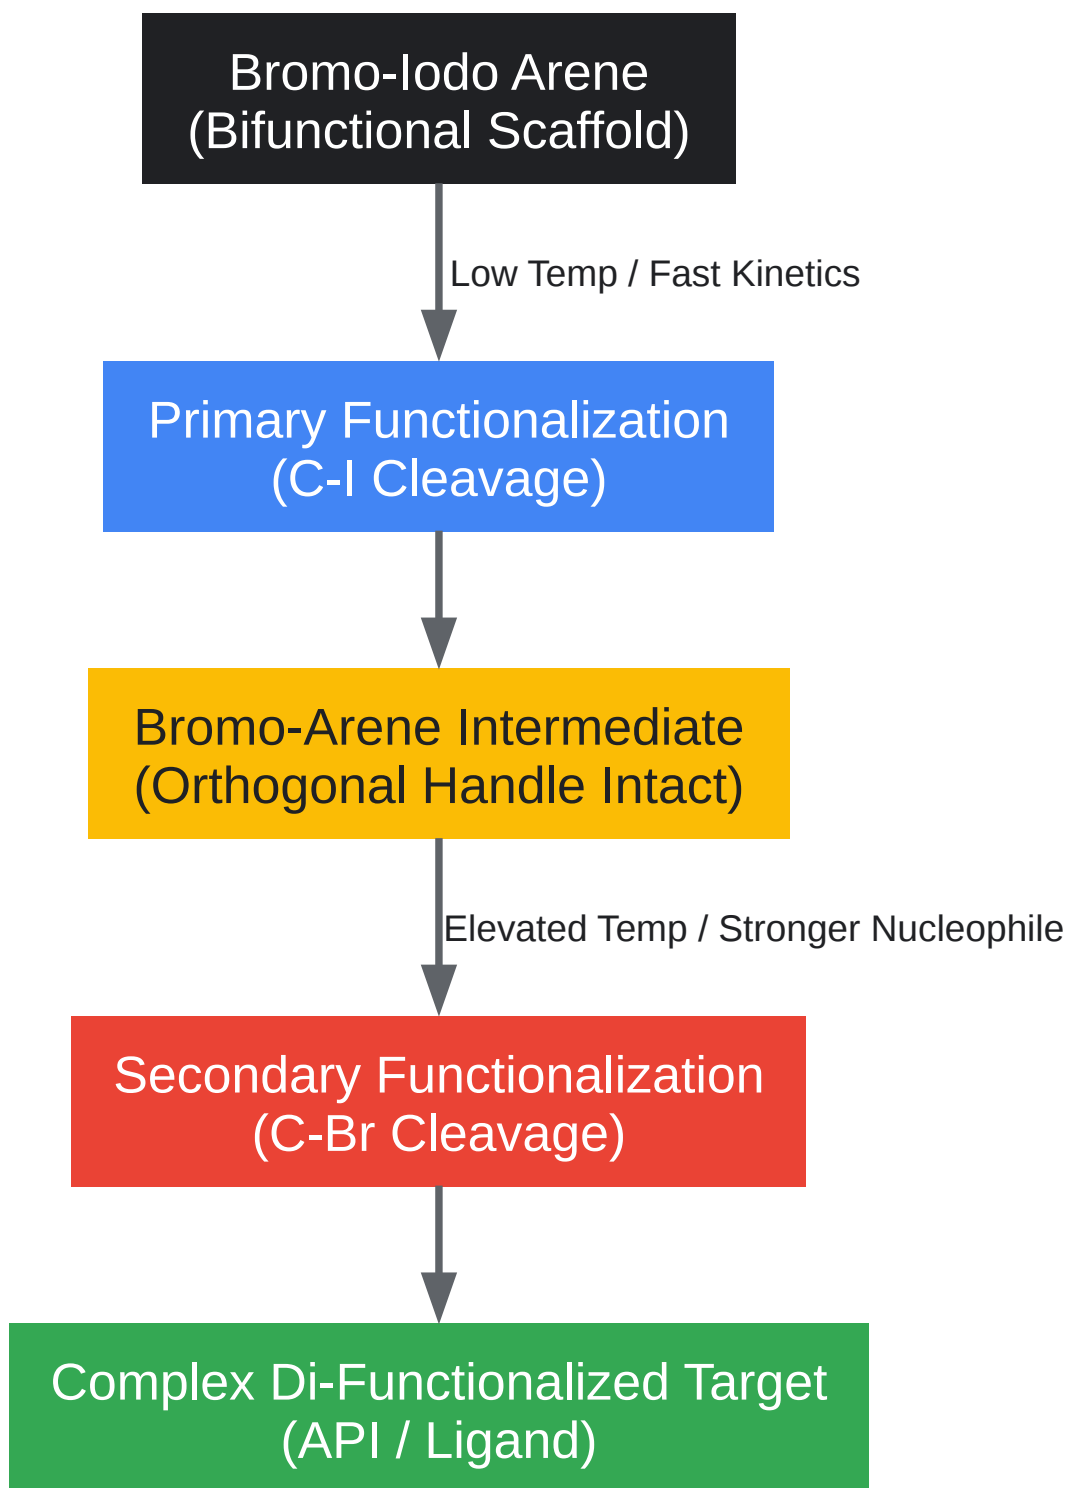 Bromo-Iodo Arene
(Bifunctional Scaffold)
Low Temp / Fast Kinetics
Primary Functionalization
(C-I Cleavage)
Bromo-Arene Intermediate
(Orthogonal Handle Intact)
Elevated Temp / Stronger Nucleophile
Secondary Functionalization
(C-Br Cleavage)
Complex Di-Functionalized Target
(API / Ligand)